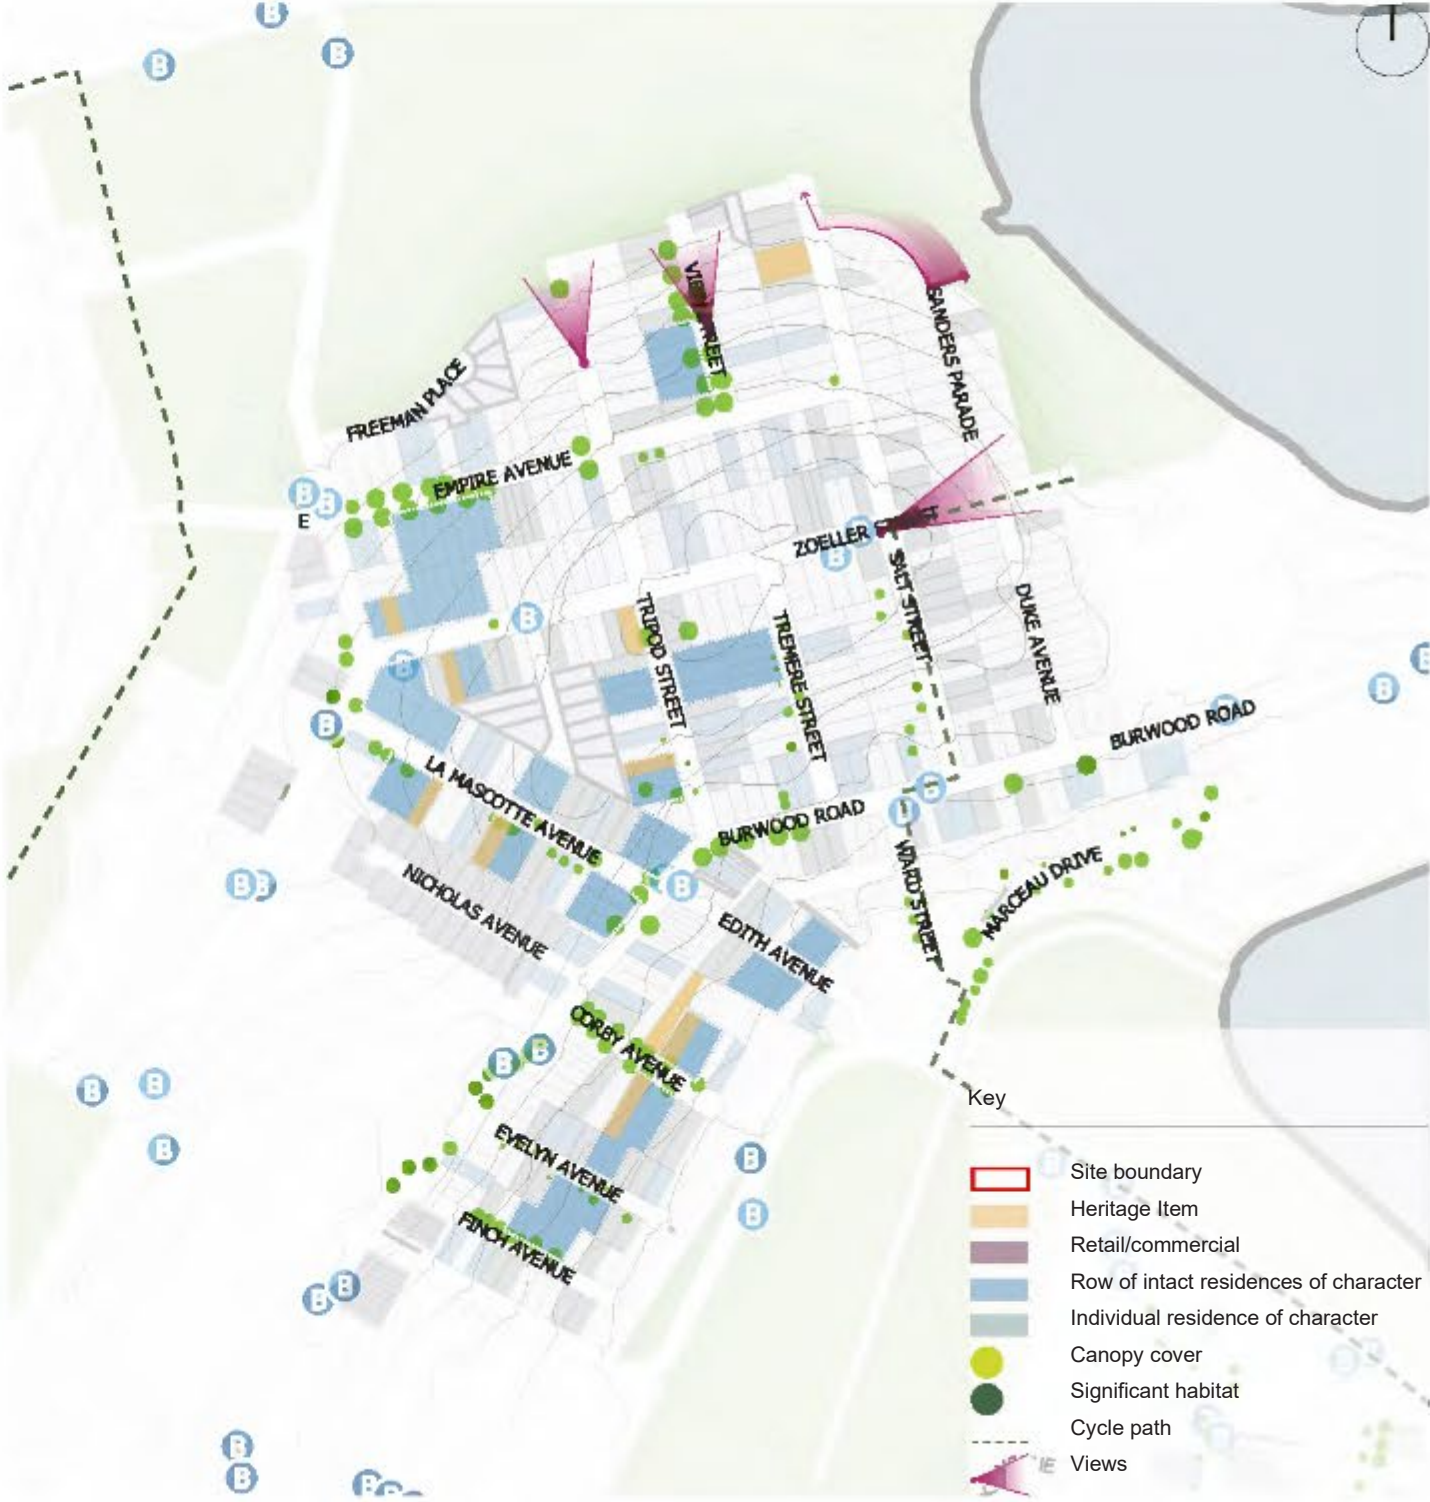 B
B
B
VIEW STREET
SANDERS PARADE
FREEMAN PLACE
EMPIRE AVENUE
B
B
E
ZOELLER
B
B
SALT STREET
DUKE AVENUE
TRIPOD STREET
TREMERE STREET
B
B
B
B
B
B
BURWOOD ROAD
LA MASCOTTE AVENUE
BURWOOD ROAD
B
B
WARD STREET
MARCEAU DRIVE
NICHOLAS AVENUE
B
B
B
EDITH AVENUE
CORBY AVENUE
B
B
B
B
B
EVELYN AVENUE
B
B
FINCH AVENUE
B
B
B
B
B
Key
Site boundary
Heritage Item
Retail/commercial
Row of intact residences of character
Individual residence of character
Canopy cover
Significant habitat
Cycle path
Views